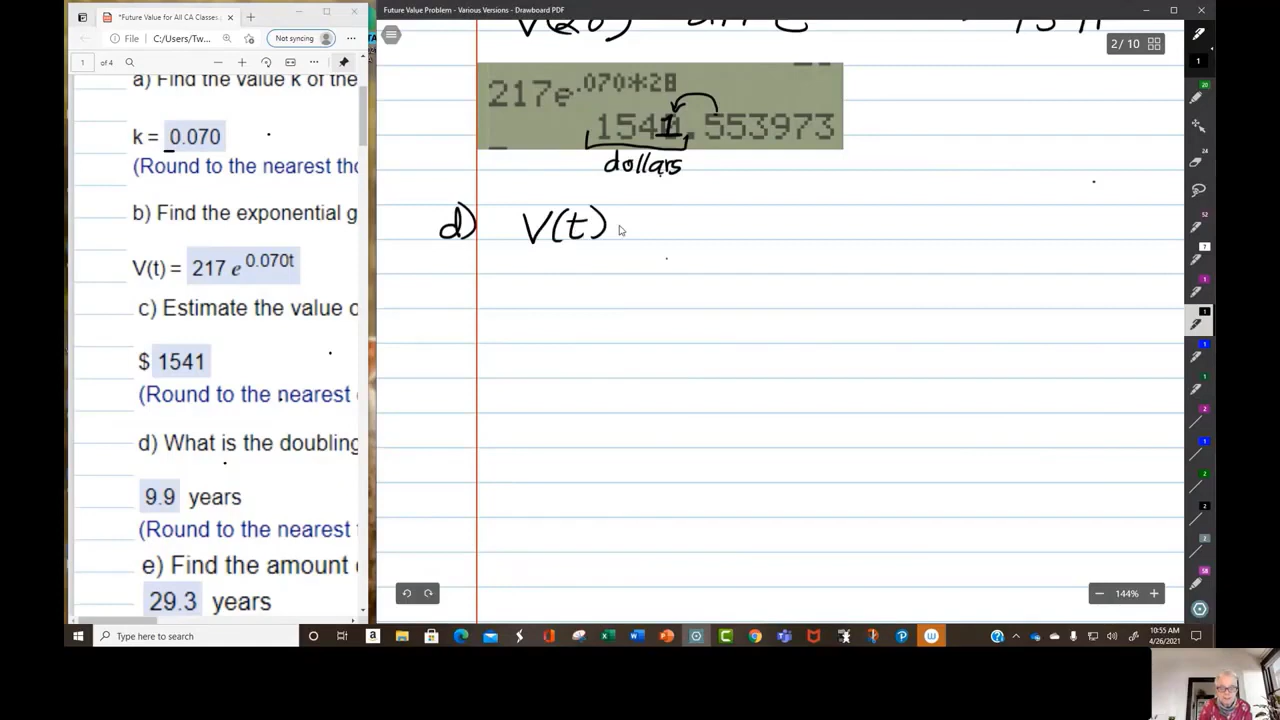 *Future Value for All CA Classes.
File
C:/Users/Tw...
Not syncing
1 of 4
a) Find the value k of the
k = 0.070
(Round to the nearest tho
b) Find the exponential g
V(t) = 217 e 0.070t
c) Estimate the value o
$ 1541
(Round to the nearest
d) What is the doubling
9.9 years
(Round to the nearest
e) Find the amount
29.3 years
Future Value Problem - Various Versions - Drawboard PDF
2 / 10
217e^.070*28
1541.553973
dollars
d) V(t)
144%
Type here to search
10:55 AM
4/26/2021